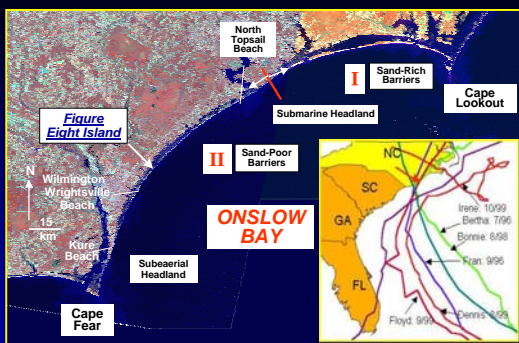 North
Topsail
Beach
I
Sand-Rich
Barriers
Cape
Lookout
Submarine Headland
Figure
Eight Island
II
Sand-Poor
Barriers
Wilmington
Wrightsville
Beach
N
15
km
ONSLOW
BAY
Kure
Beach
Subeaerial
Headland
Cape
Fear
NC
SC
GA
FL
Irene: 10/99
Bertha: 7/96
Bonnie: 8/98
Fran: 9/96
Dennis: 8/99
Floyd: 9/99